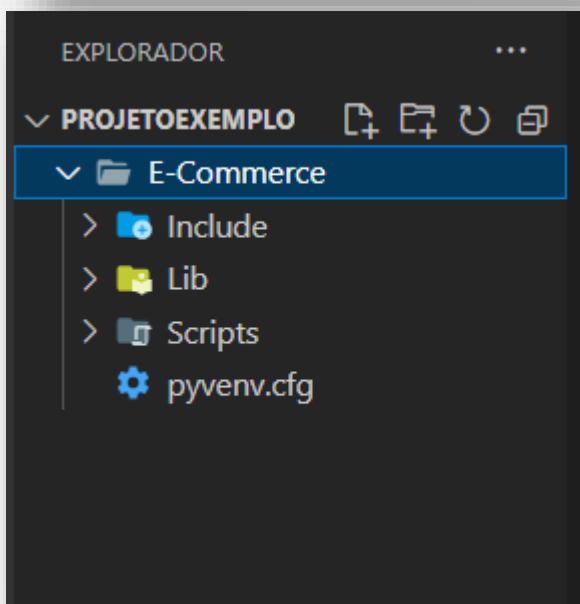 EXPLORADOR
PROJETOEXEMPLO
E-Commerce
Include
Lib
Scripts
pyvenv.cfg